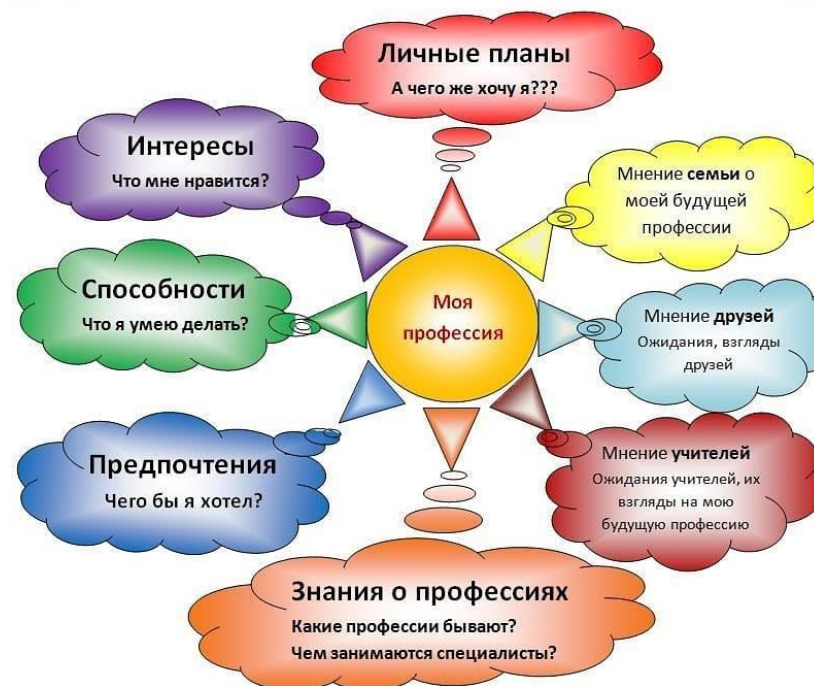 Личные планы
А чего же хочу я???
Интересы
Что мне нравится?
Мнение семьи о
моей будущей
профессии
Способности
Что я умею делать?
Моя
профессия
Мнение друзей
Ожидания, взгляды
друзей
Предпочтения
Чего бы я хотел?
Мнение учителей
Ожидания учителей, их
взгляды на мою
будущую профессию
Знания о профессиях
Какие профессии бывают?
Чем занимаются специалисты?